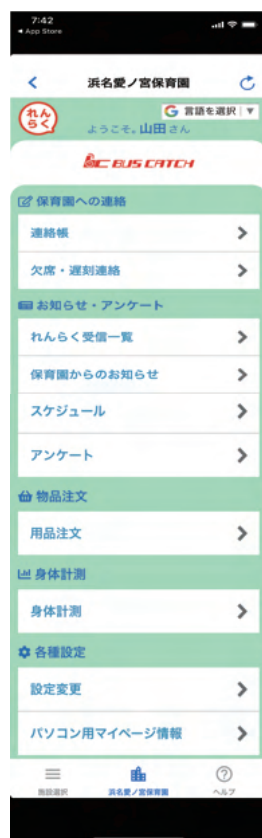 7:42
◀ App Store
浜名愛ノ宮保育園
れんらく
G 言語を選択 ▼
ようこそ。山田 さん
BUS CATCH
保育園への連絡
連絡帳
欠席・遅刻連絡
お知らせ・アンケート
れんらく受信一覧
保育園からのお知らせ
スケジュール
アンケート
物品注文
用品注文
身体計測
身体計測
各種設定
設定変更
パソコン用マイページ情報
施設選択 浜名愛ノ宮保育園 ヘルプ